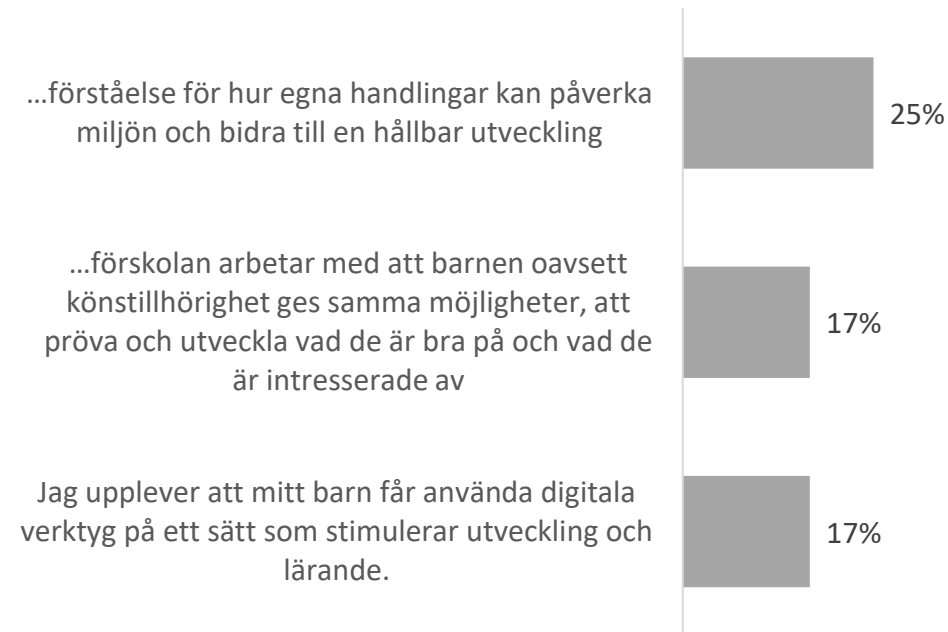 …förståelse för hur egna handlingar kan påverka
miljön och bidra till en hållbar utveckling
25%
…förskolan arbetar med att barnen oavsett
könstillhörighet ges samma möjligheter, att
pröva och utveckla vad de är bra på och vad de
är intresserade av
17%
Jag upplever att mitt barn får använda digitala
verktyg på ett sätt som stimulerar utveckling och
lärande.
17%